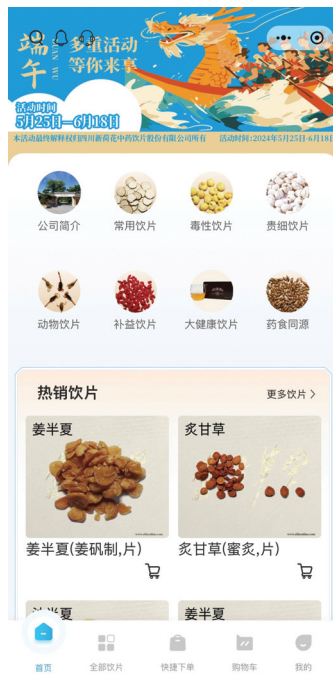 端午
DUAN WU
多重活动
等你来享
活动时间
5月25日—6月18日
本活动最终解释权归四川新荷花中药饮片股份有限公司所有 活动时间:2024年5月25日-6月18日
公司简介 常用饮片 毒性饮片 贵细饮片
动物饮片 补益饮片 大健康饮片 药食同源
热销饮片 更多饮片 >
姜半夏 炙甘草
姜半夏(姜矾制,片) 炙甘草(蜜炙,片)
姜半夏
首页 全部饮片 快捷下单 购物车 我的